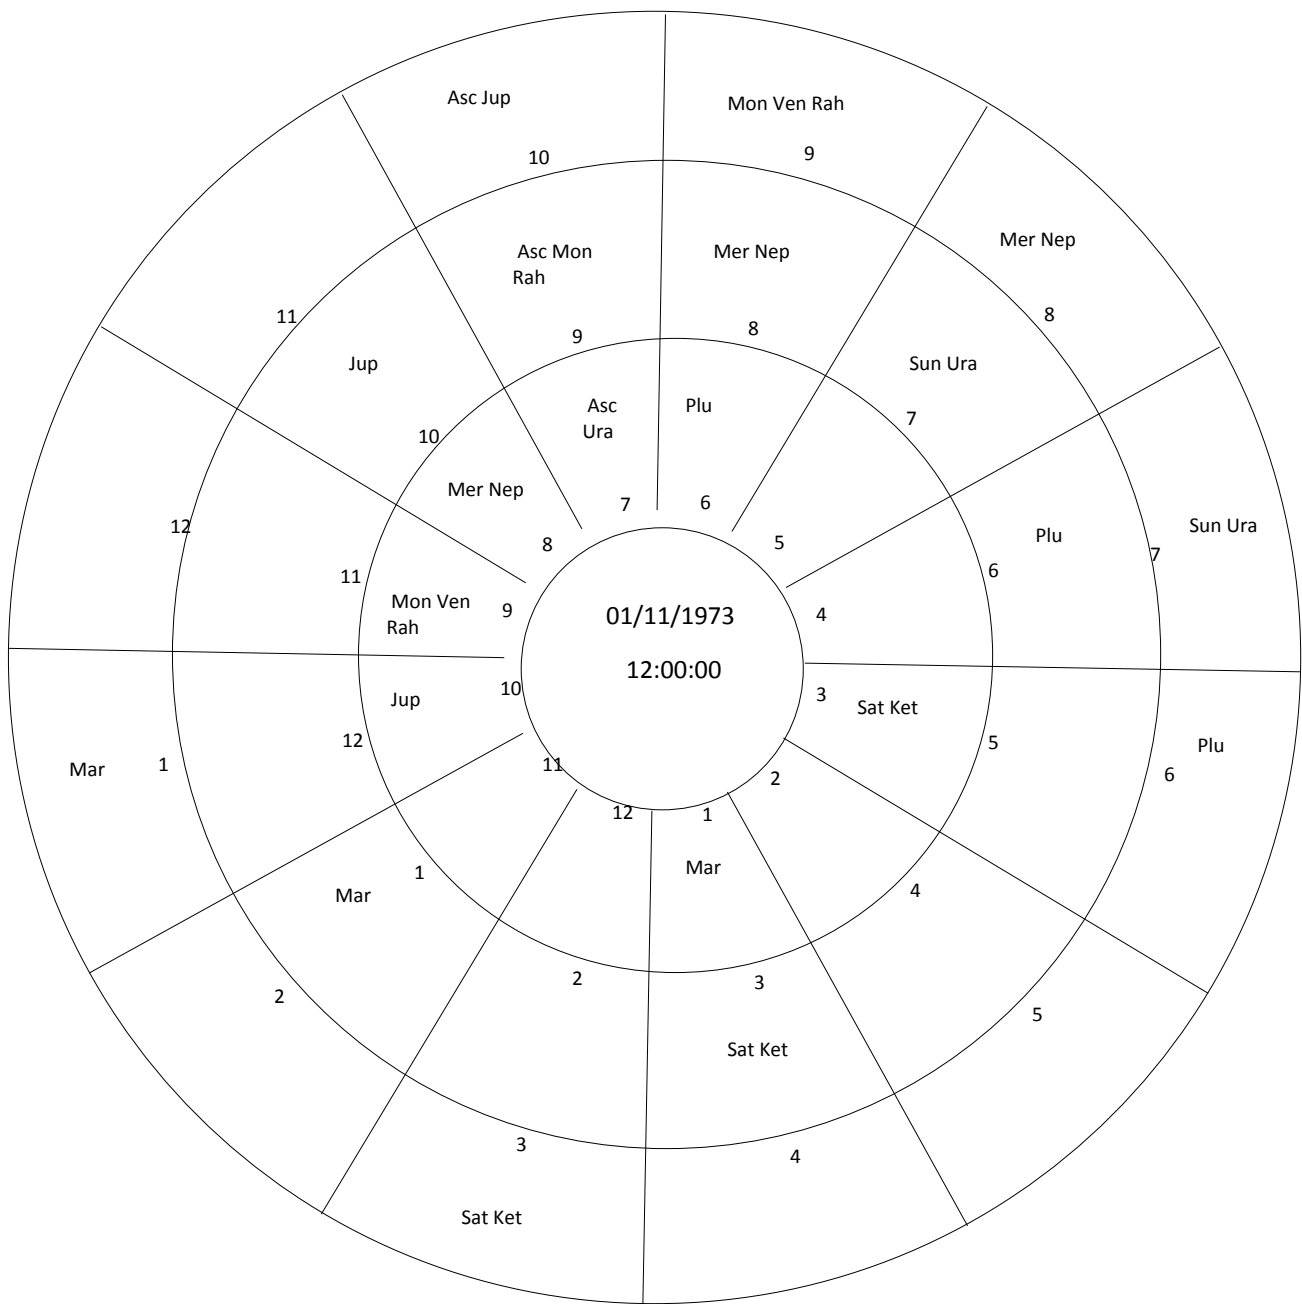 Asc Jup
Mon Ven Rah
10
9
Mer Nep
Asc Mon
Rah
Mer Nep
11
8
9
8
Jup
Sun Ura
Asc
Ura
Plu
10
7
Mer Nep
7
6
12
Sun Ura
8
5
Plu
7
11
6
Mon Ven
Rah
9
4
01/11/1973
12:00:00
10
3
Jup
Sat Ket
12
5
Plu
Mar
1
6
11
2
12
1
Mar
1
Mar
4
2
2
3
5
Sat Ket
3
4
Sat Ket